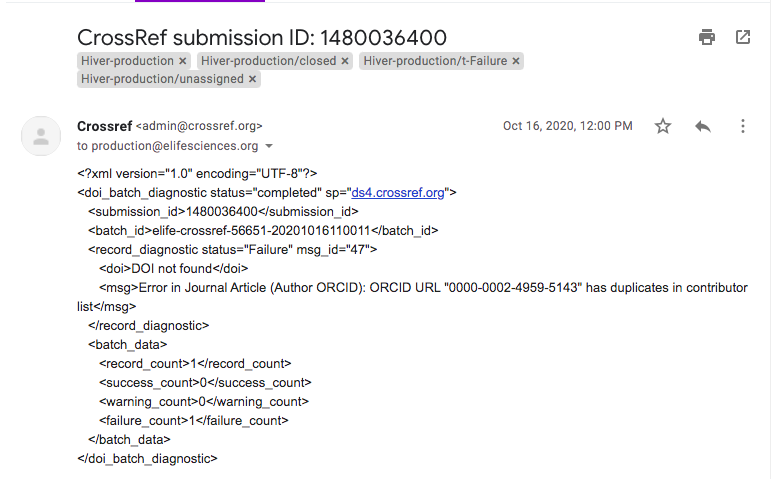 CrossRef submission ID: 1480036400
Hiver-production × Hiver-production/closed × Hiver-production/t-Failure ×
Hiver-production/unassigned ×
Crossref <admin@crossref.org> Oct 16, 2020, 12:00 PM
to production@elifesciences.org
<?xml version="1.0" encoding="UTF-8"?>
<doi_batch_diagnostic status="completed" sp="ds4.crossref.org">
<submission_id>1480036400</submission_id>
<batch_id>elife-crossref-56651-20201016110011</batch_id>
<record_diagnostic status="Failure" msg_id="47">
<doi>DOI not found</doi>
<msg>Error in Journal Article (Author ORCID): ORCID URL "0000-0002-4959-5143" has duplicates in contributor
list</msg>
</record_diagnostic>
<batch_data>
<record_count>1</record_count>
<success_count>0</success_count>
<warning_count>0</warning_count>
<failure_count>1</failure_count>
</batch_data>
</doi_batch_diagnostic>